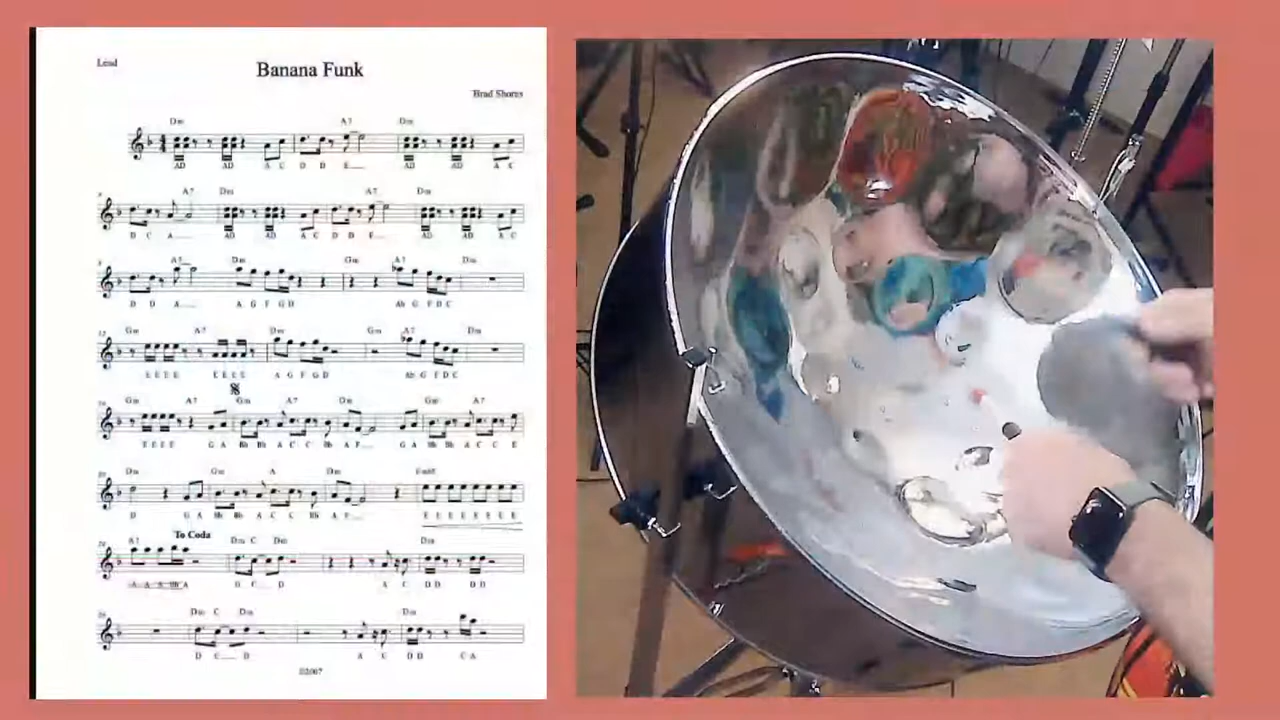 Lead
Banana Funk
Brad Shores
Dm A7 Dm
AD AD A C D D E AD AD A C
A7 Dm A7 Dm
D C A AD AD A C D D E AD AD A C
Dm Gm A7 Dm
D D A A G F G D Ab G F D C
Gm A7 Dm Gm A7 Dm
E E E E E E E E A G F G D Ab G F D C
Gm A7 Gm A7 Dm Gm A7
E E E E G A Bb Bb A C C Bb A F G A Bb Bb A C C E
Dm Gm A Dm
D G A Bb Bb A C C Bb A F E E E E E E E E
To Coda
A7 Dm C Dm Dm
A A A Bb A D C D A C D D D D
Dm C Dm Dm
D C D A C D D C A
©2007